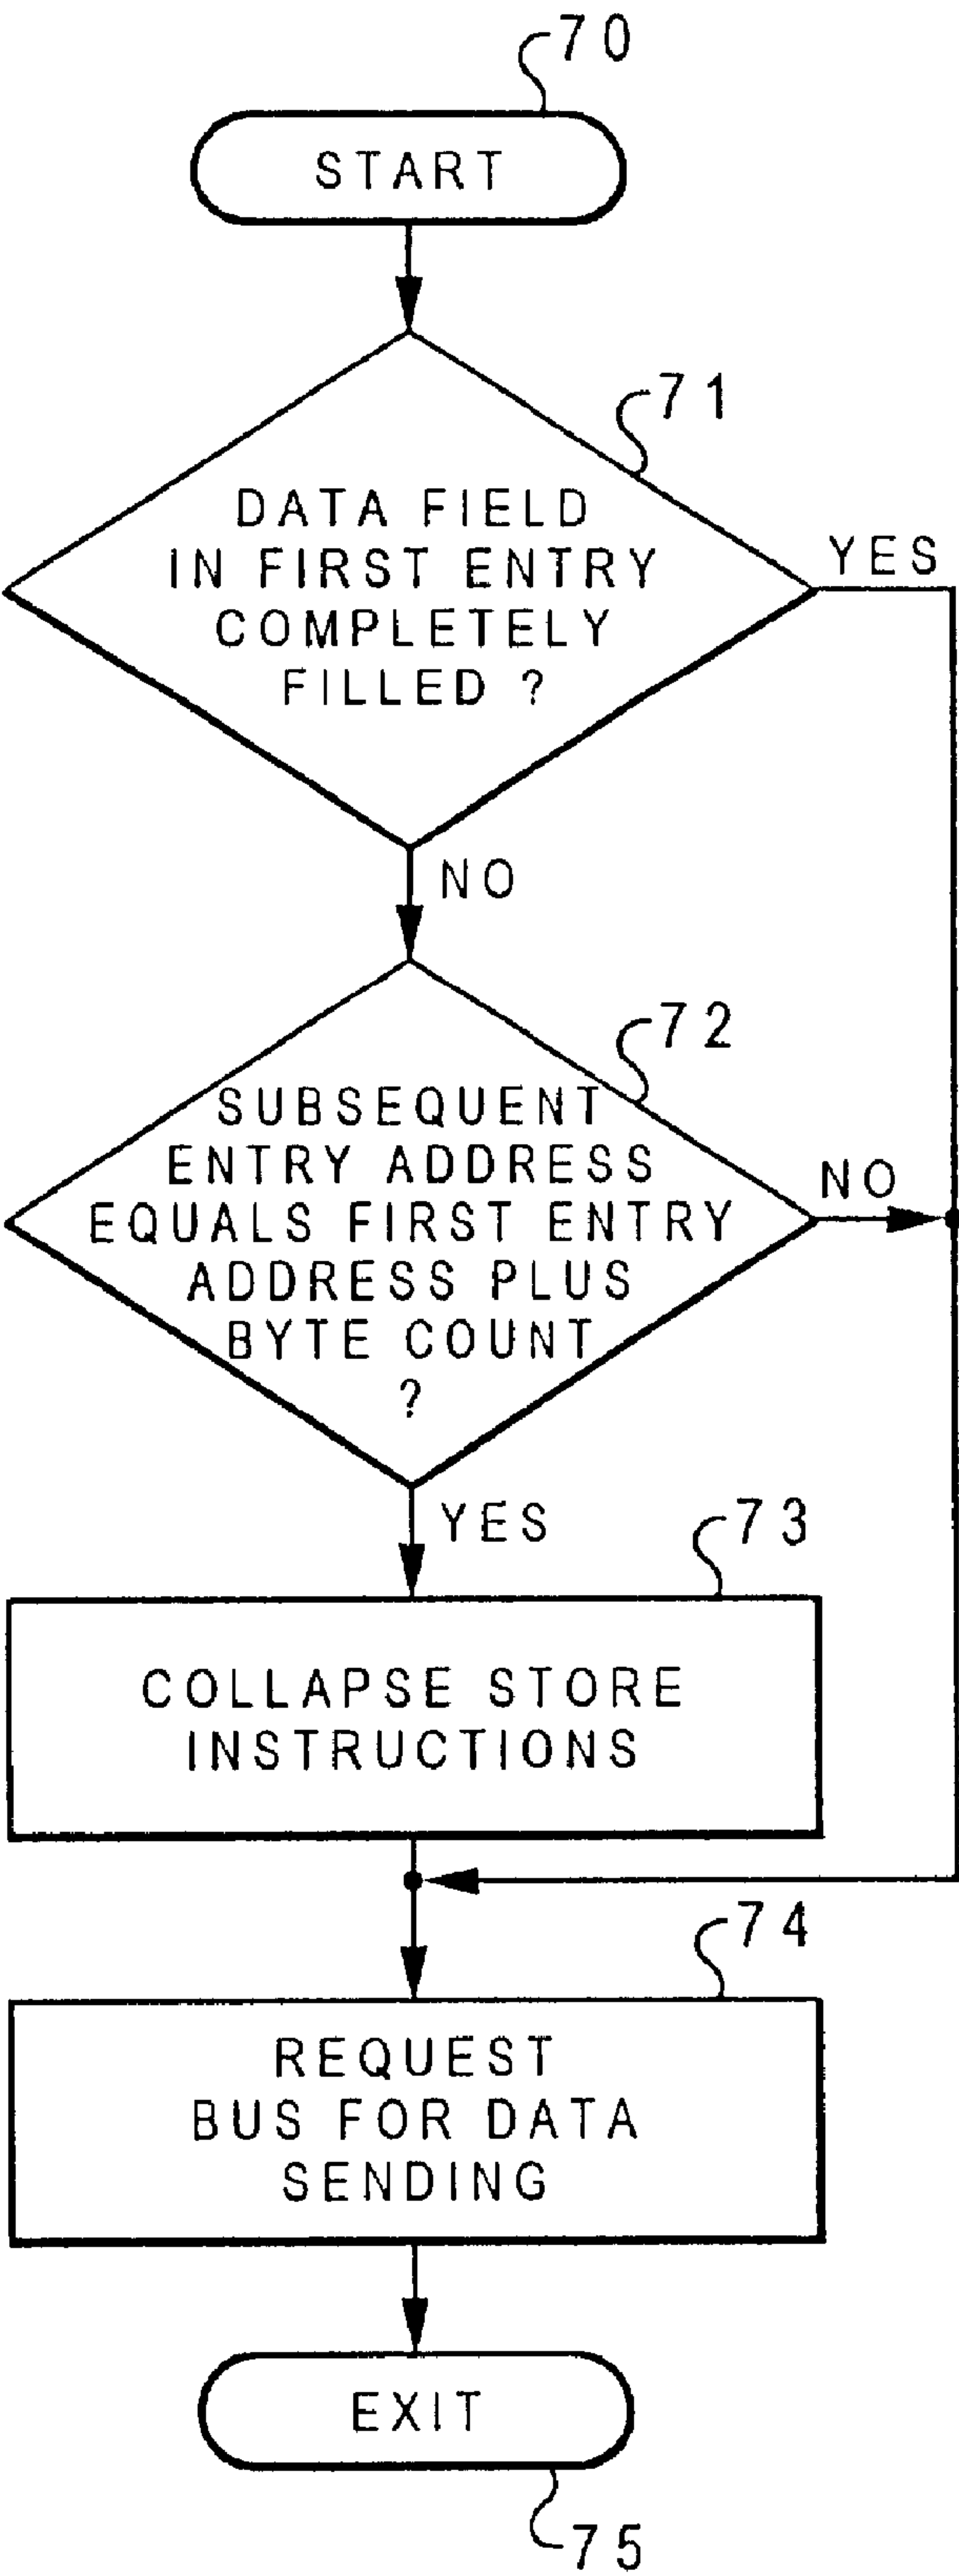 70
START
71
DATA FIELD
IN FIRST ENTRY
COMPLETELY
FILLED ?
YES
NO
72
SUBSEQUENT
ENTRY ADDRESS
EQUALS FIRST ENTRY
ADDRESS PLUS
BYTE COUNT
?
NO
YES
73
COLLAPSE STORE
INSTRUCTIONS
74
REQUEST
BUS FOR DATA
SENDING
EXIT
75